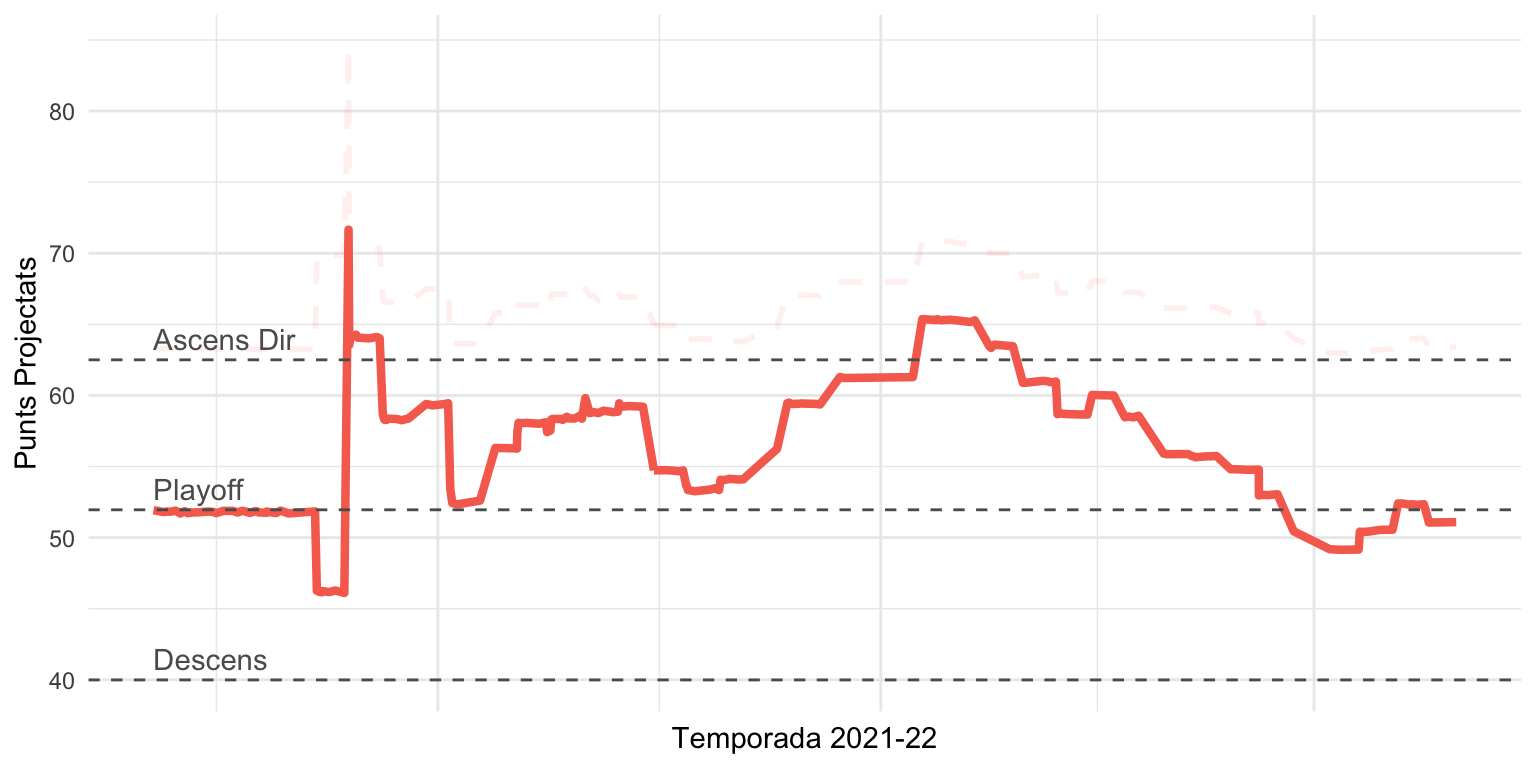 80
70
60
50
40
Punts Projectats
Ascens Dir
Playoff
Descens
Temporada 2021-22